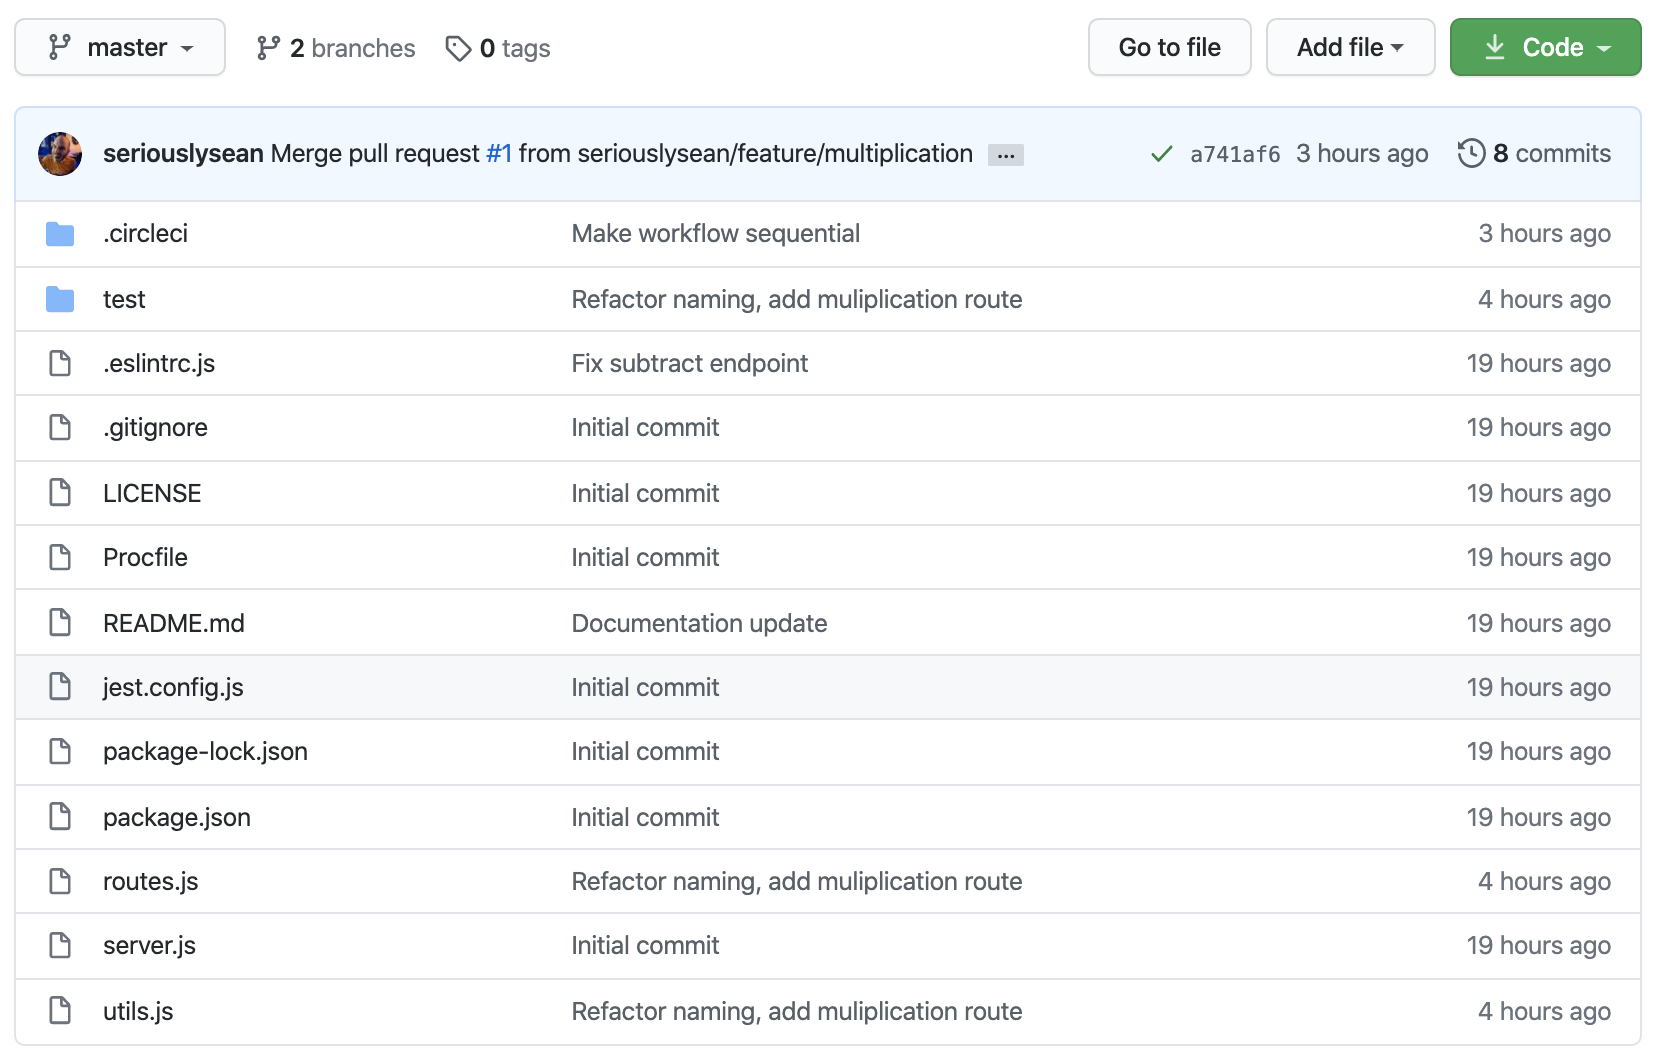 master 2 branches 0 tags Go to file Add file Code
seriouslysean Merge pull request #1 from seriouslysean/feature/multiplication ... a741af6 3 hours ago 8 commits
.circleci Make workflow sequential 3 hours ago
test Refactor naming, add muliplication route 4 hours ago
.eslintrc.js Fix subtract endpoint 19 hours ago
.gitignore Initial commit 19 hours ago
LICENSE Initial commit 19 hours ago
Procfile Initial commit 19 hours ago
README.md Documentation update 19 hours ago
jest.config.js Initial commit 19 hours ago
package-lock.json Initial commit 19 hours ago
package.json Initial commit 19 hours ago
routes.js Refactor naming, add muliplication route 4 hours ago
server.js Initial commit 19 hours ago
utils.js Refactor naming, add muliplication route 4 hours ago